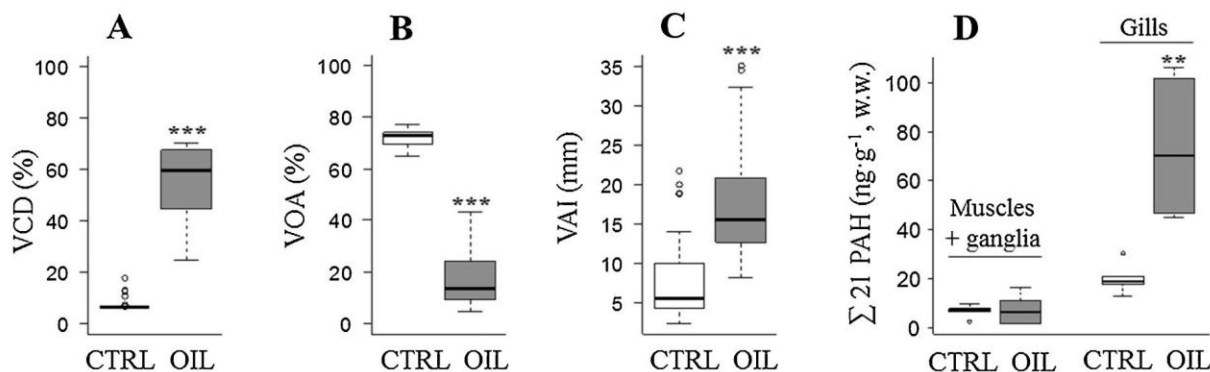 A
VCD (%)
100
80
60
40
20
0
***
CTRL OIL
B
VOA (%)
100
80
60
40
20
0
***
CTRL OIL
C
VAI (mm)
35
30
25
20
15
10
5
***
CTRL OIL
D
∑ 21 PAH (ng·g⁻¹, w.w.)
100
80
60
40
20
0
Gills
**
Muscles
+ ganglia
CTRL OIL CTRL OIL